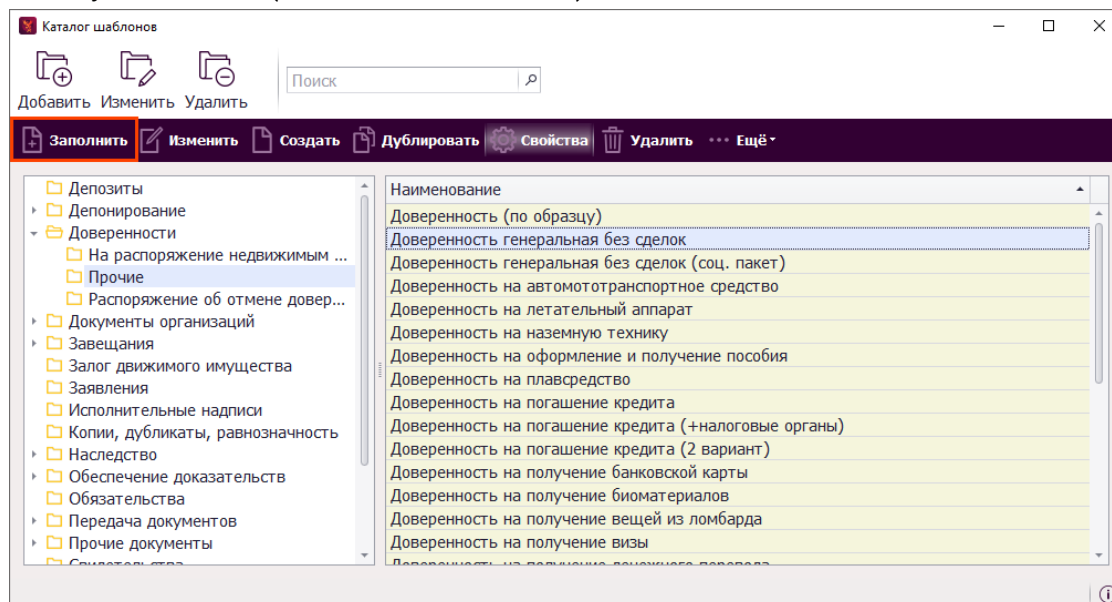 Каталог шаблонов
Добавить Изменить Удалить
Поиск
Заполнить Изменить Создать Дублировать Свойства Удалить ··· Ещё
Депозиты
Депонирование
Доверенности
На распоряжение недвижимым ...
Прочие
Распоряжение об отмене довер...
Документы организаций
Завещания
Залог движимого имущества
Заявления
Исполнительные надписи
Копии, дубликаты, равнозначность
Наследство
Обеспечение доказательств
Обязательства
Передача документов
Прочие документы
Наименование
Доверенность (по образцу)
Доверенность генеральная без сделок
Доверенность генеральная без сделок (соц. пакет)
Доверенность на автомототранспортное средство
Доверенность на летательный аппарат
Доверенность на наземную технику
Доверенность на оформление и получение пособия
Доверенность на плавсредство
Доверенность на погашение кредита
Доверенность на погашение кредита (+налоговые органы)
Доверенность на погашение кредита (2 вариант)
Доверенность на получение банковской карты
Доверенность на получение биоматериалов
Доверенность на получение вещей из ломбарда
Доверенность на получение визы